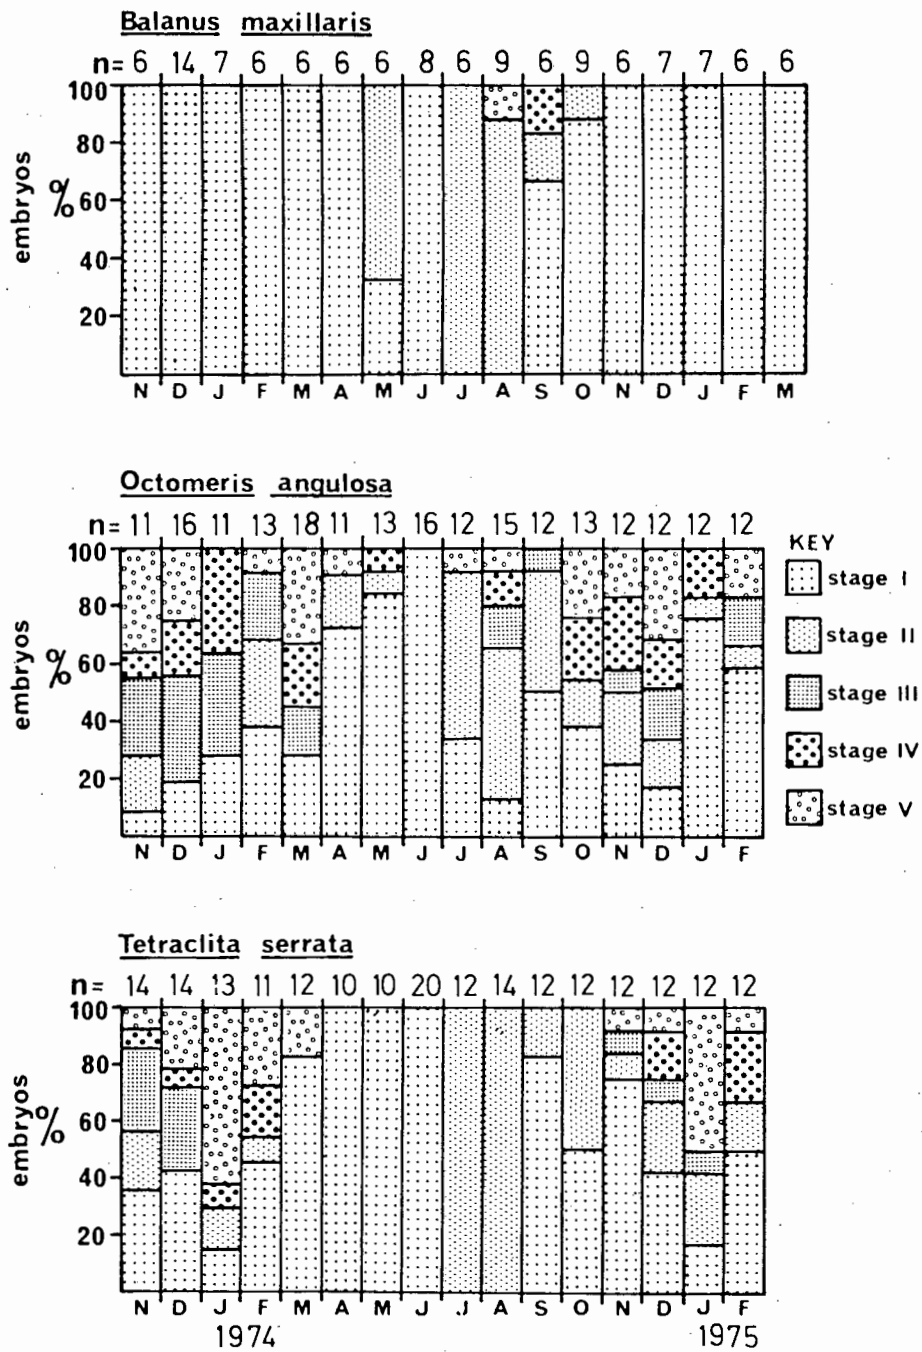 Balanus maxillaris
n= 6 14 7 6 6 6 6 8 6 9 6 9 6 7 7 6 6
100
80
60
40
20
embryos %
N D J F M A M J J A S O N D J F M
Octomeris angulosa
n= 11 16 11 13 18 11 13 16 12 15 12 13 12 12 12 12
100
80
60
40
20
embryos %
N D J F M A M J J A S O N D J F
KEY
stage I
stage II
stage III
stage IV
stage V
Tetraclita serrata
n= 14 14 13 11 12 10 10 20 12 14 12 12 12 12 12 12
100
80
60
40
20
embryos %
N D J F M A M J J A S O N D J F
1974 1975